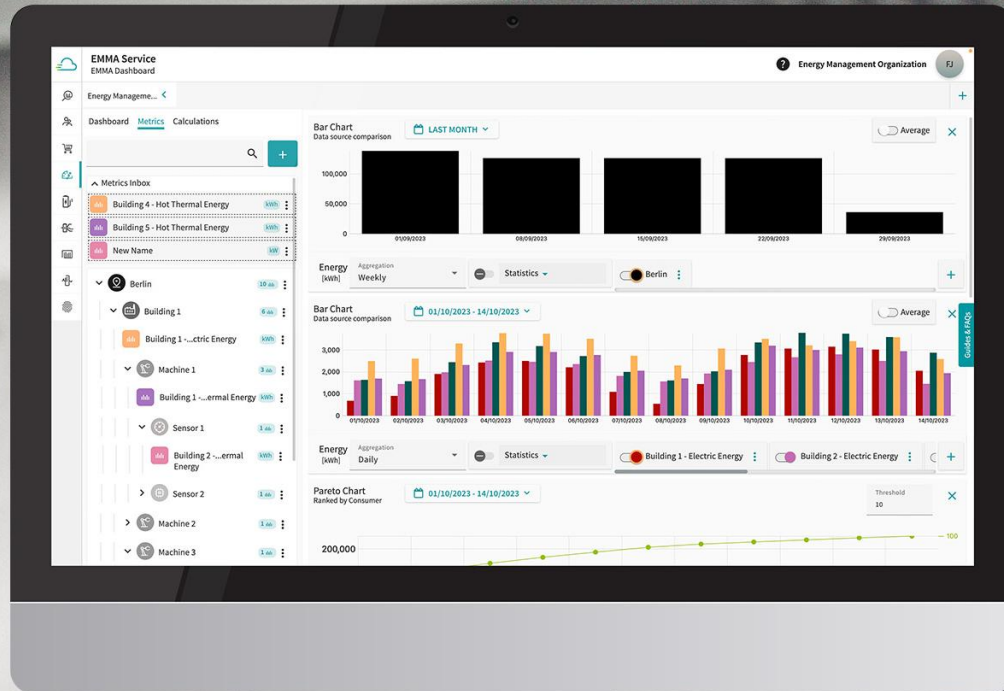 EMMA Service
EMMA Dashboard
? Energy Management Organization FJ
Energy Manageme...
Dashboard Metrics Calculations
Metrics Inbox
Building 4 - Hot Thermal Energy kWh
Building 5 - Hot Thermal Energy kWh
New Name kW
Berlin 10
Building 1 6
Building 1 -...ctric Energy kWh
Machine 1 3
Building 1 -...ermal Energy kWh
Sensor 1 1
Building 2 -...ermal Energy kWh
Sensor 2 1
Machine 2 1
Machine 3 1
Bar Chart
Data source comparison
LAST MONTH
Average
100,000
50,000
0
01/09/2023 08/09/2023 15/09/2023 22/09/2023 29/09/2023
Energy [kWh]
Aggregation
Weekly
Statistics
Berlin
Bar Chart
Data source comparison
01/10/2023 - 14/10/2023
Average
3,000
2,000
1,000
0
01/10/2023 02/10/2023 03/10/2023 04/10/2023 05/10/2023 06/10/2023 07/10/2023 08/10/2023 09/10/2023 10/10/2023 11/10/2023 12/10/2023 13/10/2023 14/10/2023
Energy [kWh]
Aggregation
Daily
Statistics
Building 1 - Electric Energy
Building 2 - Electric Energy
Pareto Chart
Ranked by Consumer
01/10/2023 - 14/10/2023
Threshold
10
200,000
100
Guides & FAQs